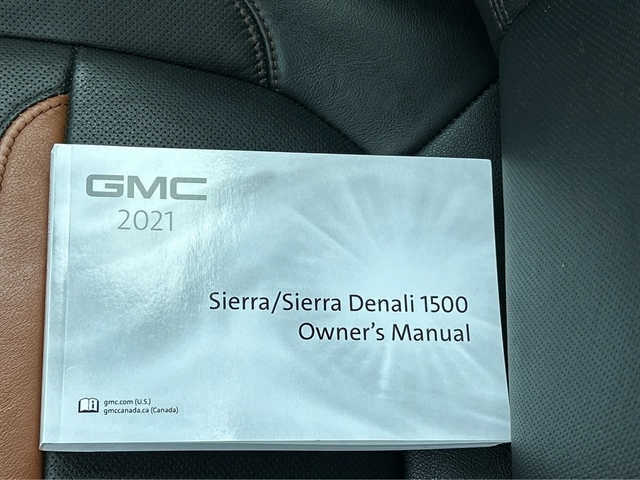 GMC
2021
Sierra/Sierra Denali 1500
Owner's Manual
gmc.com (U.S.)
gmccanada.ca (Canada)